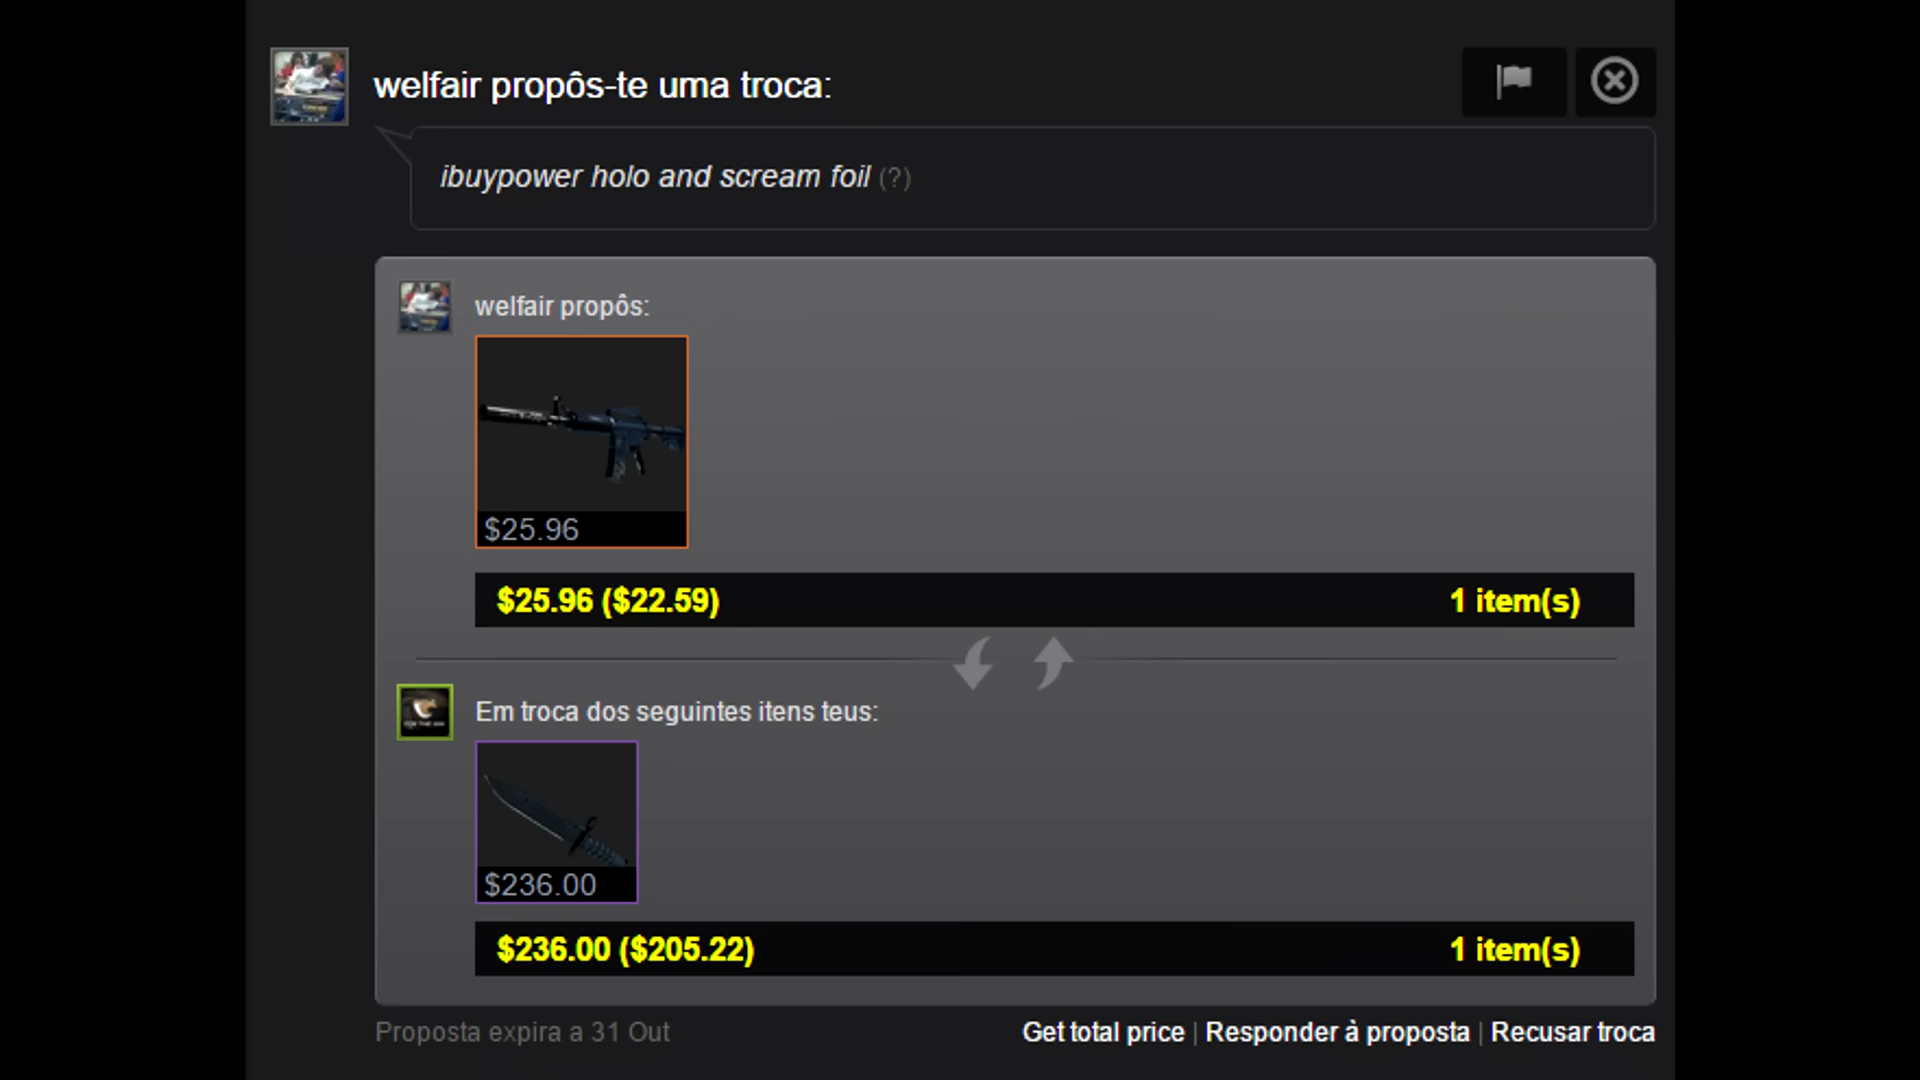 welfair propôs-te uma troca:
ibuypower holo and scream foil (?)
welfair propôs:
$25.96
$25.96 ($22.59) 1 item(s)
Em troca dos seguintes itens teus:
$236.00
$236.00 ($205.22) 1 item(s)
Proposta expira a 31 Out Get total price | Responder à proposta | Recusar troca